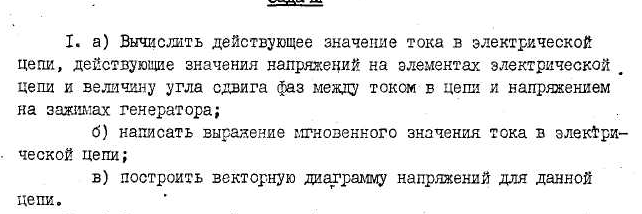 I. а) Вычислить действующее значение тока в электрической
цепи, действующие значения напряжений на элементах электрической
цепи и величину угла сдвига фаз между током в цепи и напряжением
на зажимах генератора;
б) написать выражение мгновенного значения тока в электри-
ческой цепи;
в) построить векторную диаграмму напряжений для данной
цепи.